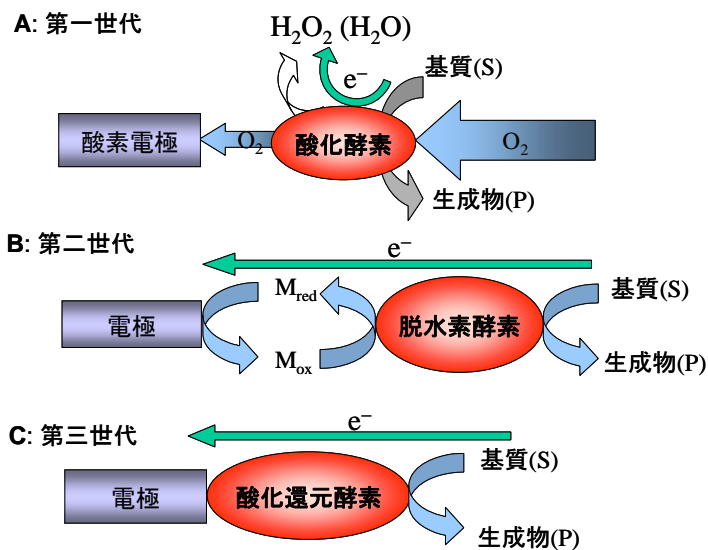 A: 第一世代
H₂O₂ (H₂O)
e⁻
基質(S)
酸素電極
O₂
酸化酵素
O₂
生成物(P)
B: 第二世代
e⁻
M_red
基質(S)
電極
脱水素酵素
M_ox
生成物(P)
C: 第三世代
e⁻
基質(S)
電極
酸化還元酵素
生成物(P)